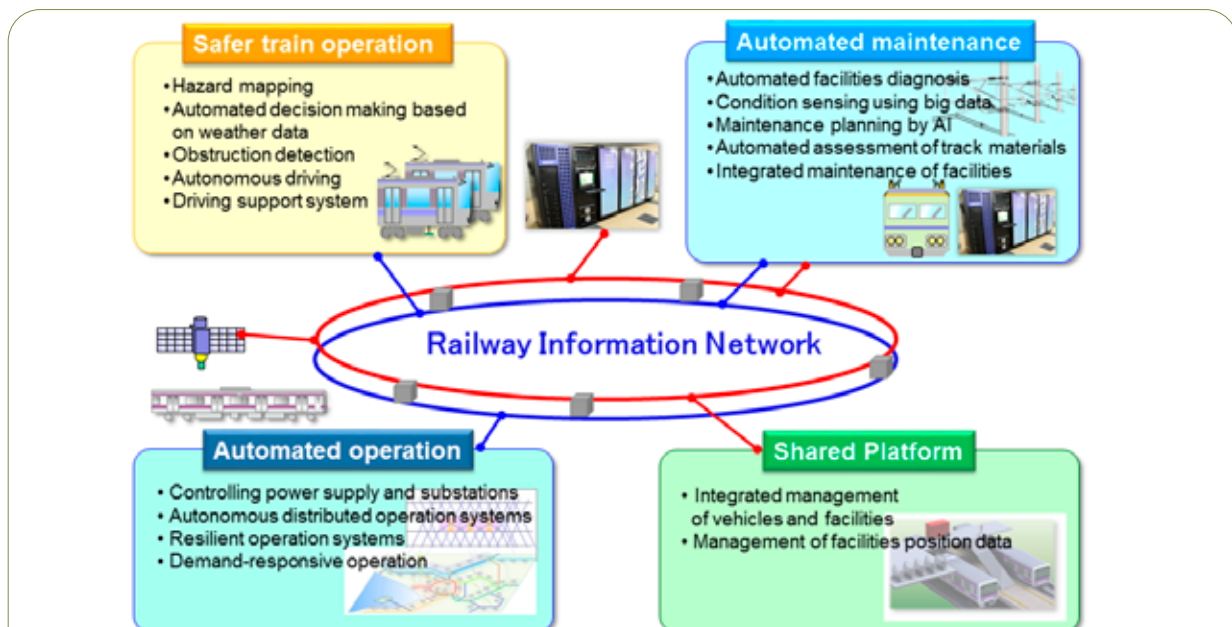 Safer train operation
•Hazard mapping
•Automated decision making based
on weather data
•Obstruction detection
•Autonomous driving
•Driving support system
Automated maintenance
•Automated facilities diagnosis
•Condition sensing using big data
•Maintenance planning by AI
•Automated assessment of track materials
•Integrated maintenance of facilities
Railway Information Network
Automated operation
• Controlling power supply and substations
• Autonomous distributed operation systems
• Resilient operation systems
• Demand-responsive operation
Shared Platform
• Integrated management
of vehicles and facilities
• Management of facilities position data